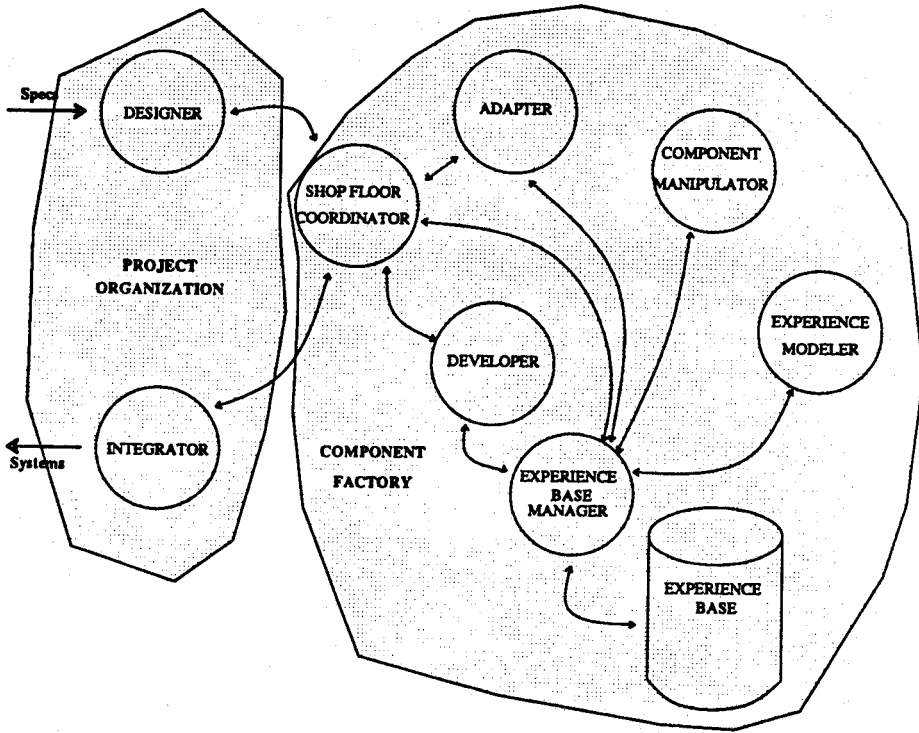 Specs
DESIGNER
PROJECT
ORGANIZATION
INTEGRATOR
Systems
SHOP FLOOR
COORDINATOR
ADAPTER
COMPONENT
MANIPULATOR
EXPERIENCE
MODELER
DEVELOPER
COMPONENT
FACTORY
EXPERIENCE
BASE
MANAGER
EXPERIENCE
BASE